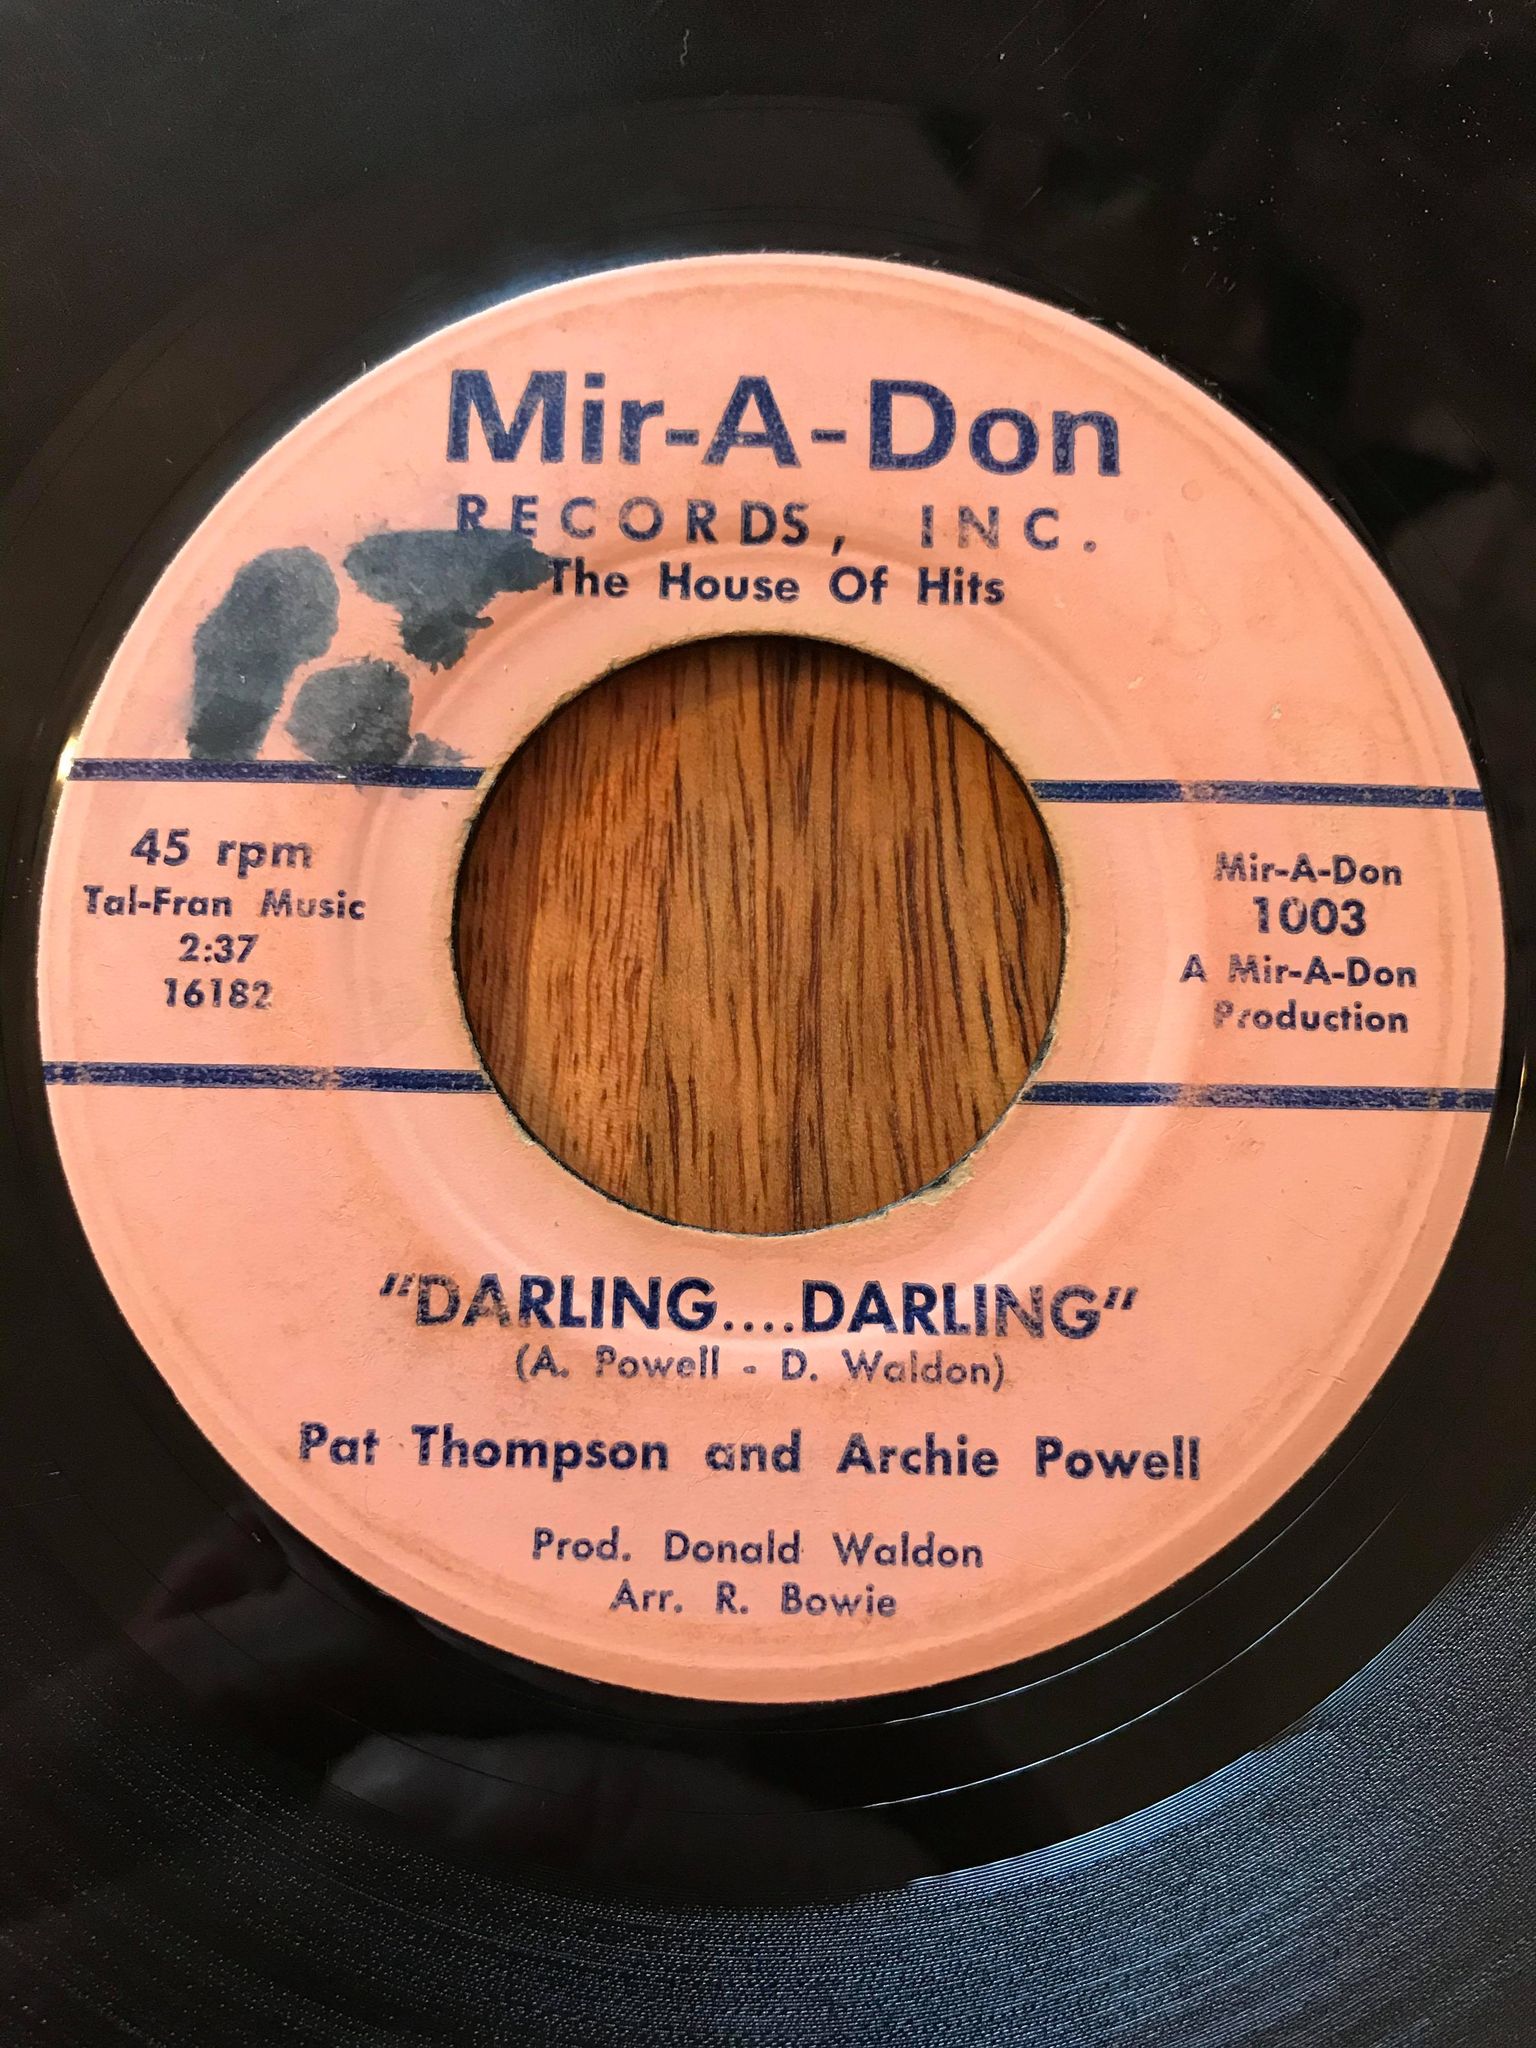 Mir-A-Don
RECORDS, INC.
The House Of Hits
45 rpm
Tal-Fran Music
2:37
16182
Mir-A-Don
1003
A Mir-A-Don
Production
"DARLING....DARLING"
(A. Powell - D. Waldon)
Pat Thompson and Archie Powell
Prod. Donald Waldon
Arr. R. Bowie